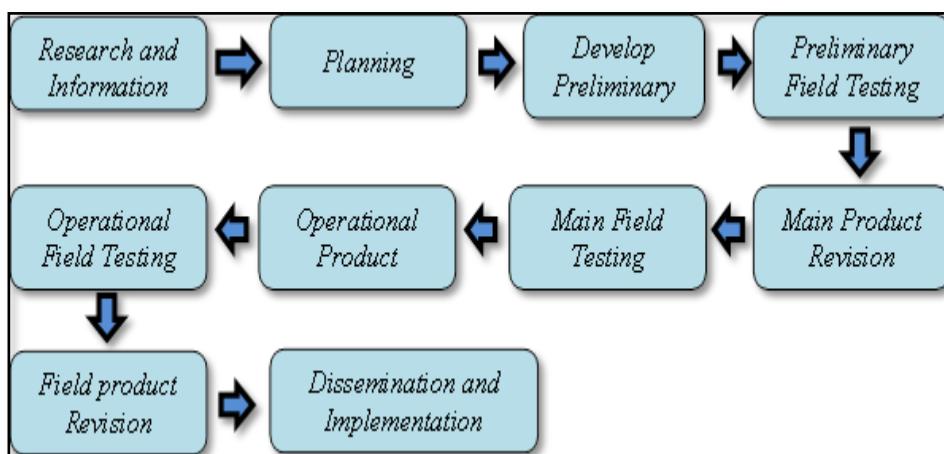 Research and
Information
Planning
Develop
Preliminary
Preliminary
Field Testing
Main Product
Revision
Main Field
Testing
Operational
Product
Operational
Field Testing
Field product
Revision
Dissemination and
Implementation